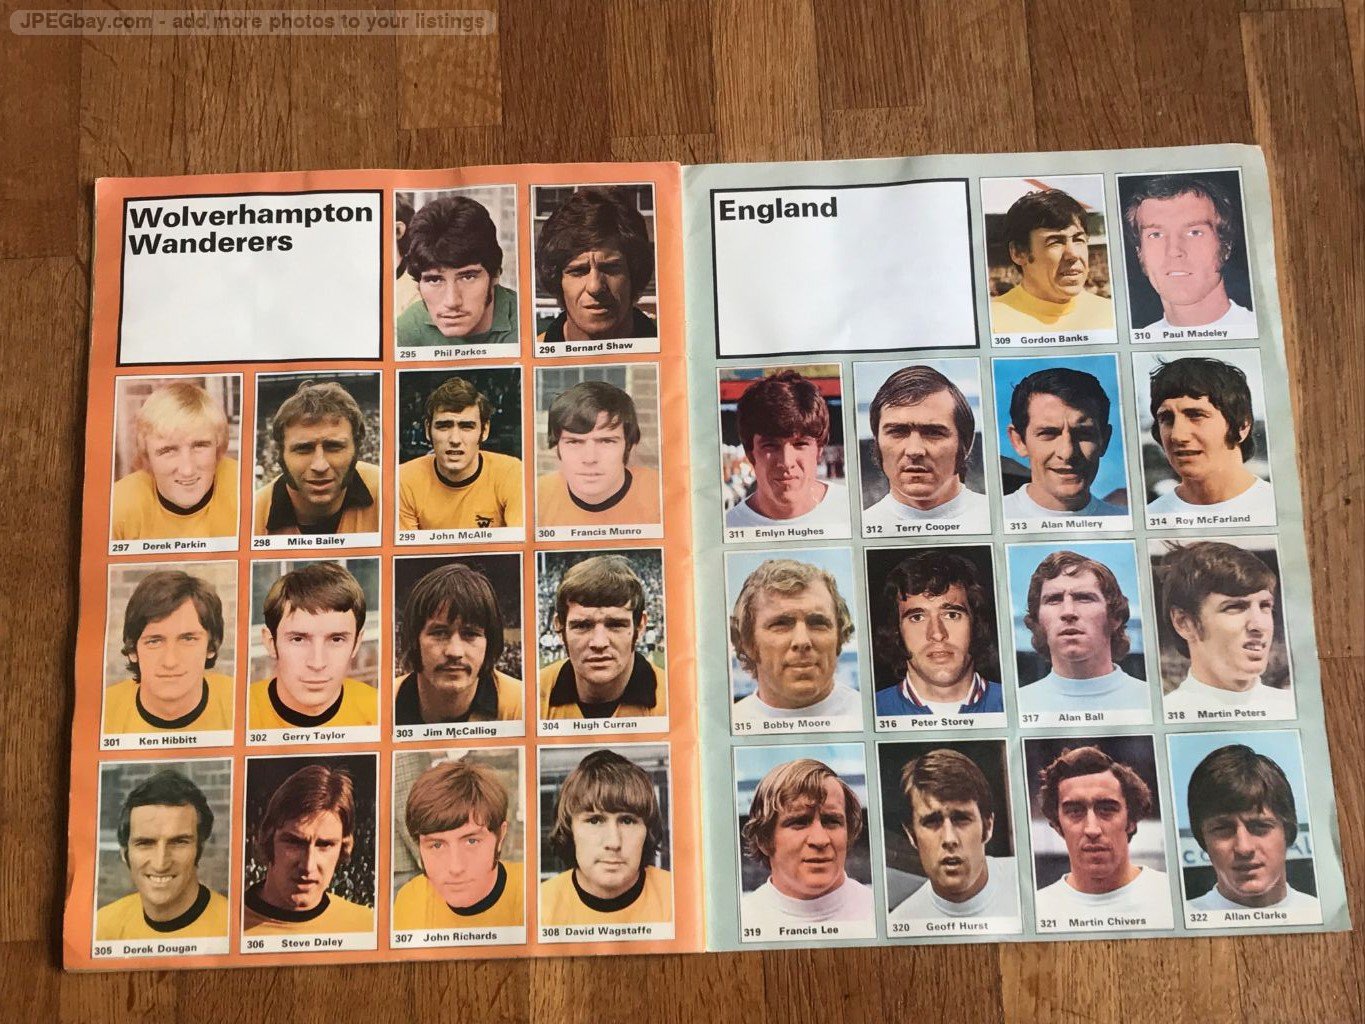 JPEGbay.com - add more photos to your listings
Wolverhampton
Wanderers
295 Phil Parkes
296 Bernard Shaw
297 Derek Parkin
298 Mike Bailey
299 John McAlle
300 Francis Munro
301 Ken Hibbitt
302 Gerry Taylor
303 Jim McCalliog
304 Hugh Curran
305 Derek Dougan
306 Steve Daley
307 John Richards
308 David Wagstaffe
England
309 Gordon Banks
310 Paul Madeley
311 Emlyn Hughes
312 Terry Cooper
313 Alan Mullery
314 Roy McFarland
315 Bobby Moore
316 Peter Storey
317 Alan Ball
318 Martin Peters
319 Francis Lee
320 Geoff Hurst
321 Martin Chivers
322 Allan Clarke